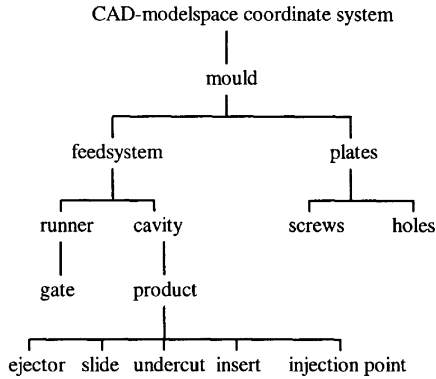 CAD-modelspace coordinate system
mould
feedsystem plates
runner cavity screws holes
gate product
ejector slide undercut insert injection point